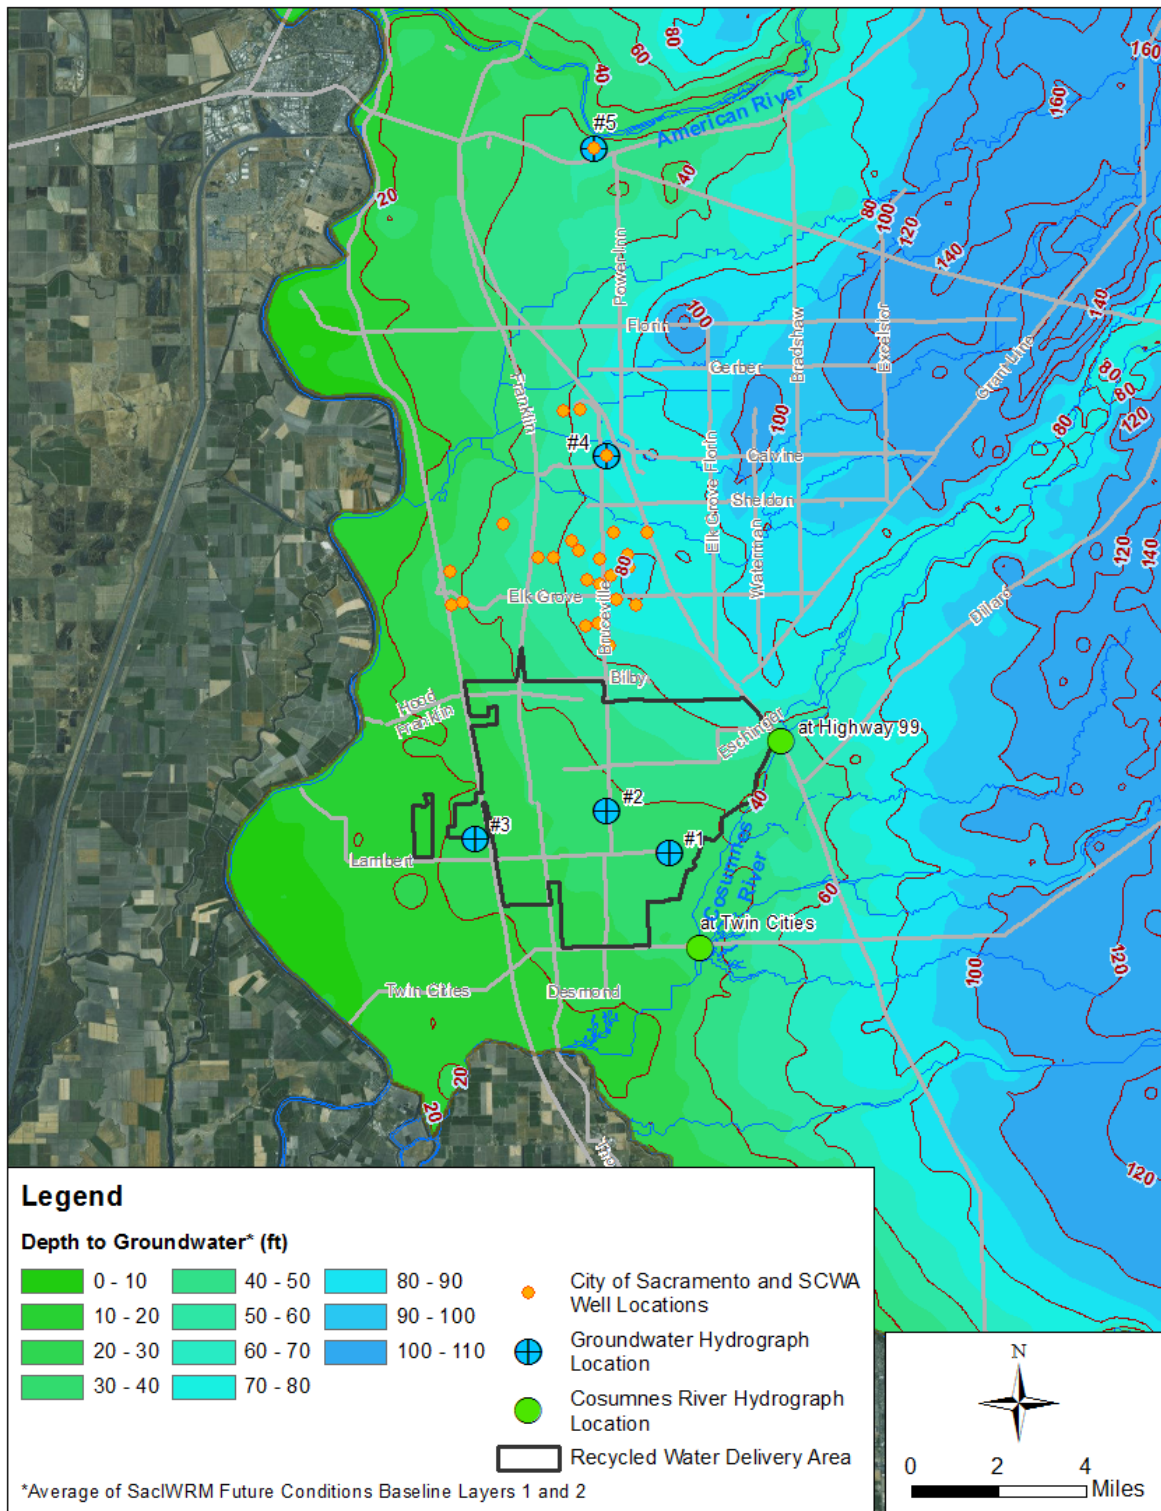 80
60
160
40
160
American River
#5
40
20
80
100
120
140
Power Inn
140
100
Florin
Bradshaw
Excelsior
Gerber
Grant Line
80
80
120
Franklin
100
80
#4
Calvine
Elk Grove Florin
Sheldon
Waterman
120
140
80
Elk Grove
Bruceville
Dillard
Bilby
Hood
Franklin
Eschinger
at Highway 99
40
#2
#3
#1
Lambert
Cosumnes
River
60
at Twin Cities
100
120
Twin Cities
Desmond
20
20
120
Legend
Depth to Groundwater* (ft)
0 - 10
10 - 20
20 - 30
30 - 40
40 - 50
50 - 60
60 - 70
70 - 80
80 - 90
90 - 100
100 - 110
City of Sacramento and SCWA
Well Locations
Groundwater Hydrograph
Location
Cosumnes River Hydrograph
Location
Recycled Water Delivery Area
*Average of SacIWRM Future Conditions Baseline Layers 1 and 2
N
0 2 4
Miles